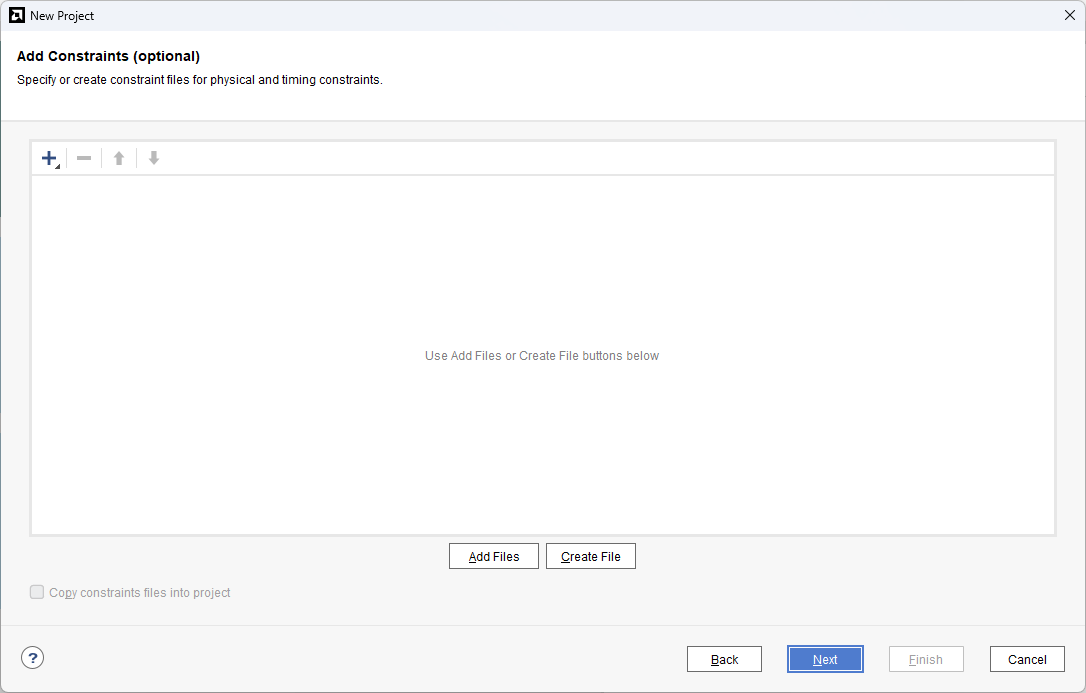 New Project
Add Constraints (optional)
Specify or create constraint files for physical and timing constraints.
Use Add Files or Create File buttons below
Add Files
Create File
Copy constraints files into project
?
Back
Next
Finish
Cancel